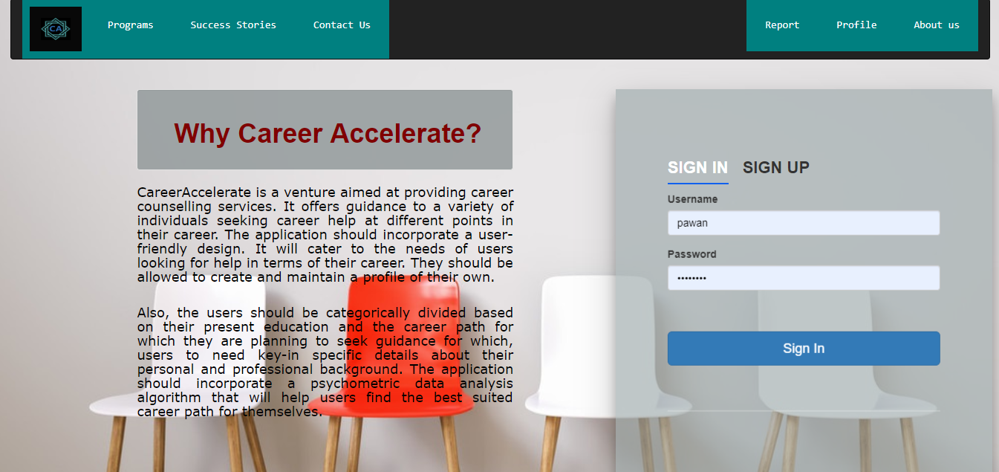 CA
Programs
Success Stories
Contact Us
Report
Profile
About us
Why Career Accelerate?
CareerAccelerate is a venture aimed at providing career
counselling services. It offers guidance to a variety of
individuals seeking career help at different points in
their career. The application should incorporate a user-
friendly design. It will cater to the needs of users
looking for help in terms of their career. They should be
allowed to create and maintain a profile of their own.
Also, the users should be categorically divided based
on their present education and the career path for
which they are planning to seek guidance for which,
users to need key-in specific details about their
personal and professional background. The application
should incorporate a psychometric data analysis
algorithm that will help users find the best suited
career path for themselves.
SIGN IN
SIGN UP
Username
pawan
Password
••••••••
Sign In